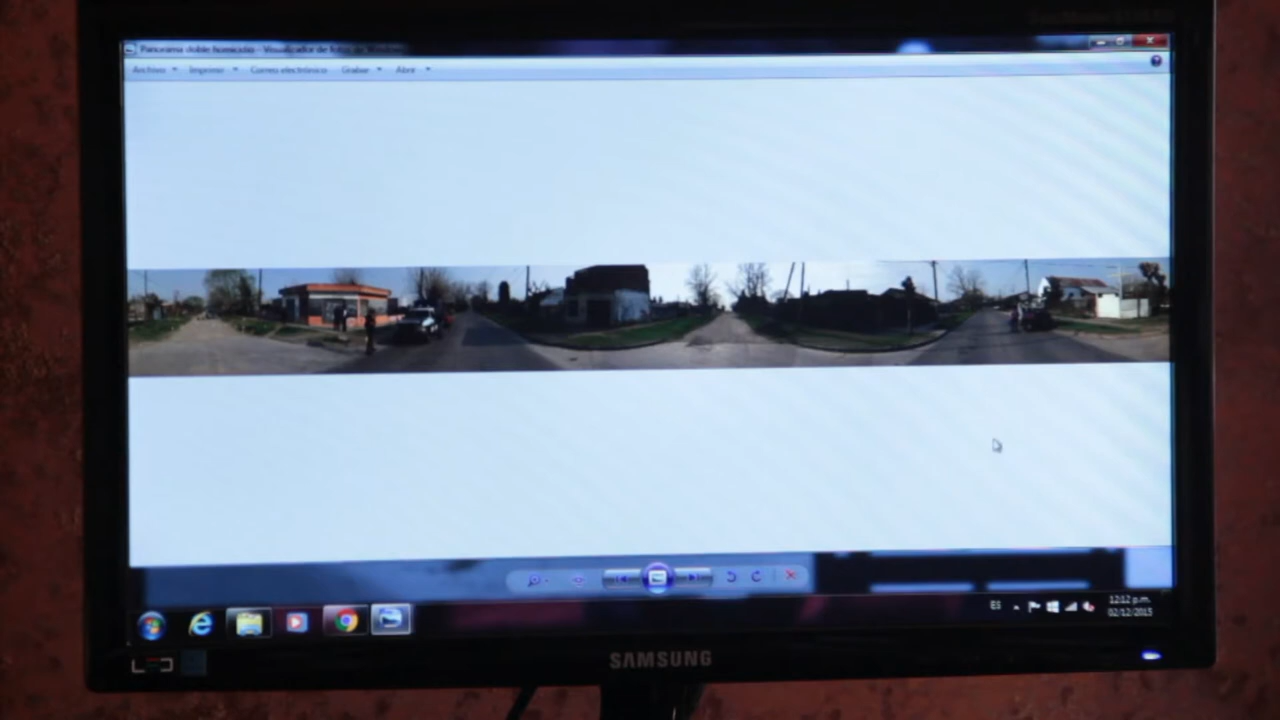 Panorama doble homicidio - Visualizador de fotos de Windows
Archivo Imprimir Correo electrónico Grabar Abrir
ES
12:12 p.m.
02/12/2015
LED
SAMSUNG